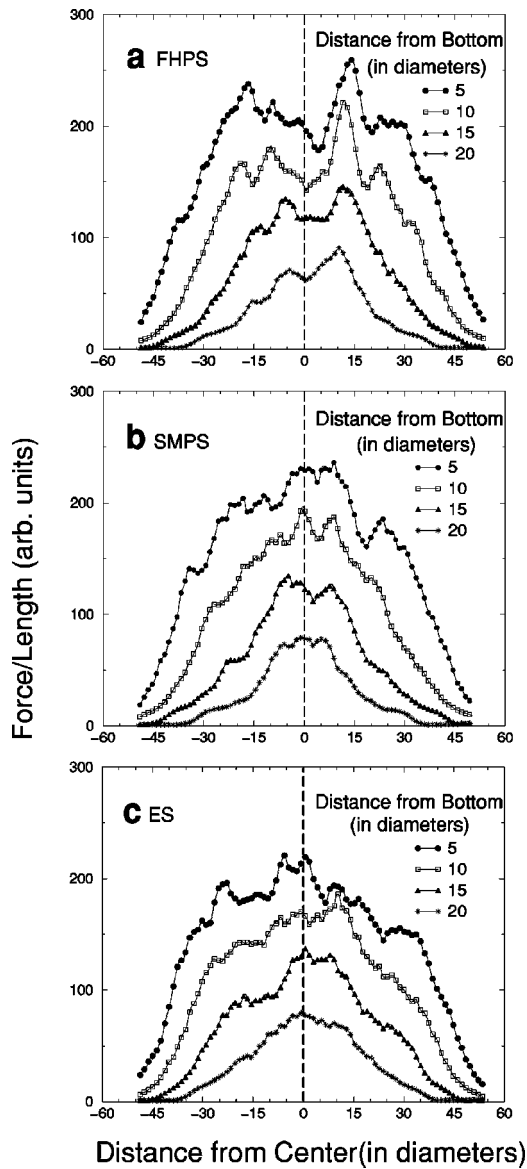 300
a FHPS
Distance from Bottom
(in diameters)
5
10
15
20
200
100
0
−60 −45 −30 −15 0 15 30 45 60
300
b SMPS
Distance from Bottom
(in diameters)
5
10
15
20
200
100
0
−60 −45 −30 −15 0 15 30 45 60
Force/Length (arb. units)
300
c ES
Distance from Bottom
(in diameters)
5
10
15
20
200
100
0
−60 −45 −30 −15 0 15 30 45 60
Distance from Center(in diameters)